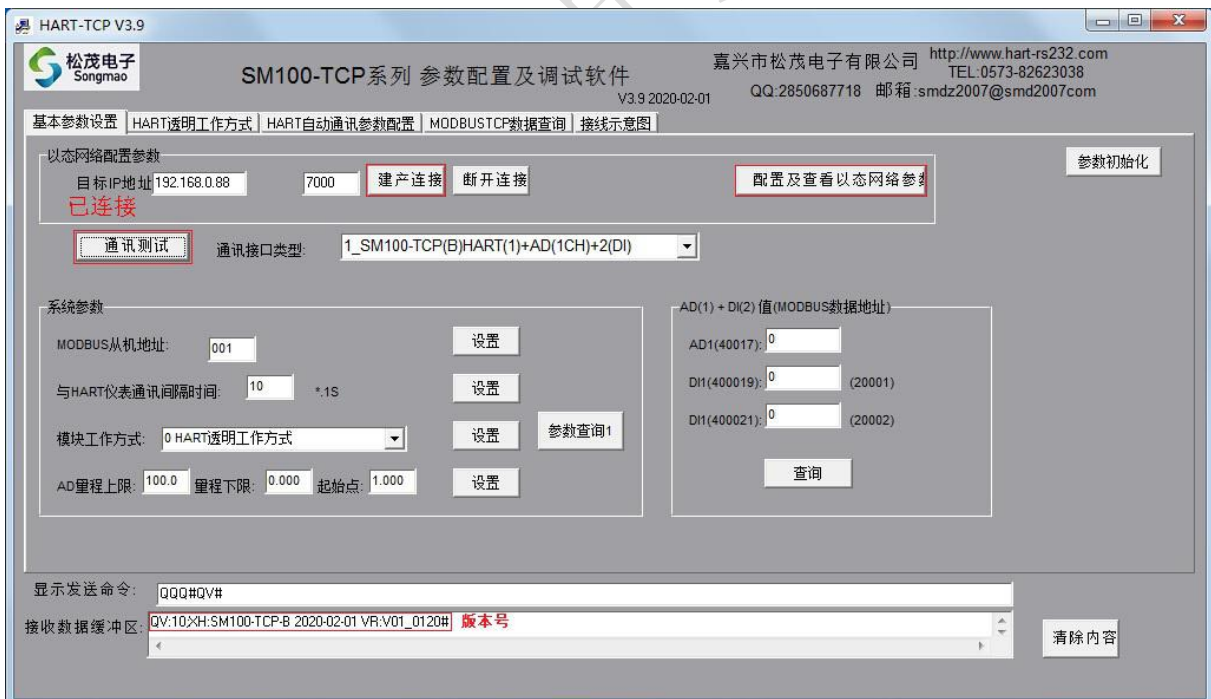 HART-TCP V3.9
松茂电子
Songmao
SM100-TCP系列 参数配置及调试软件
V3.9 2020-02-01
嘉兴市松茂电子有限公司 http://www.hart-rs232.com
TEL:0573-82623038
QQ:2850687718 邮箱:smdz2007@smd2007com
基本参数设置 HART透明工作方式 HART自动通讯参数配置 MODBUSTCP数据查询 接线示意图
以态网络配置参数
目标IP地址 192.168.0.88 7000 建产连接 断开连接 配置及查看以态网络参数
参数初始化
已连接
通讯测试 通讯接口类型: 1_SM100-TCP(B)HART(1)+AD(1CH)+2(DI)
系统参数
MODBUS从机地址: 001 设置
与HART仪表通讯间隔时间: 10 *.1S 设置
模块工作方式: 0 HART透明工作方式 设置 参数查询1
AD量程上限: 100.0 量程下限: 0.000 起始点: 1.000 设置
AD(1) + DI(2) 值(MODBUS数据地址)
AD1(40017): 0
DI1(400019): 0 (20001)
DI1(400021): 0 (20002)
查询
显示发送命令: QQQ#QV#
接收数据缓冲区: QV:10;XH:SM100-TCP-B 2020-02-01 VR:V01_0120# 版本号
清除内容